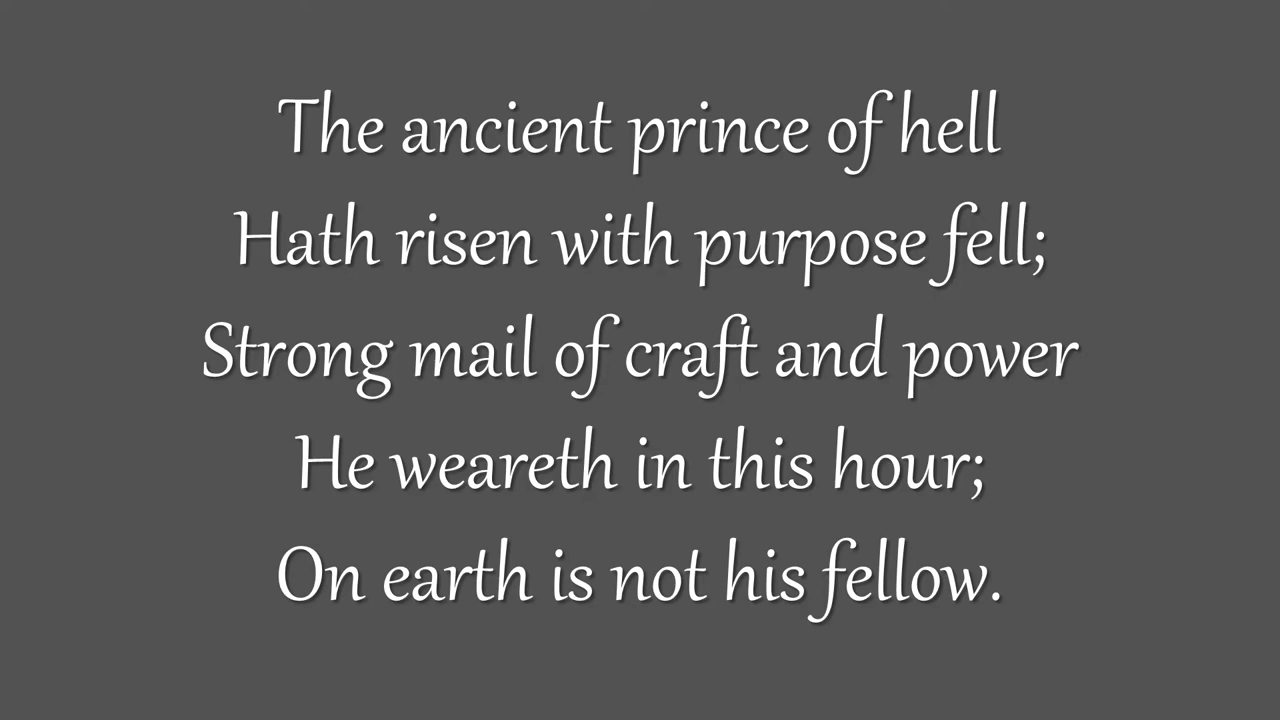 The ancient prince of hell
Hath risen with purpose fell;
Strong mail of craft and power
He weareth in this hour;
On earth is not his fellow.